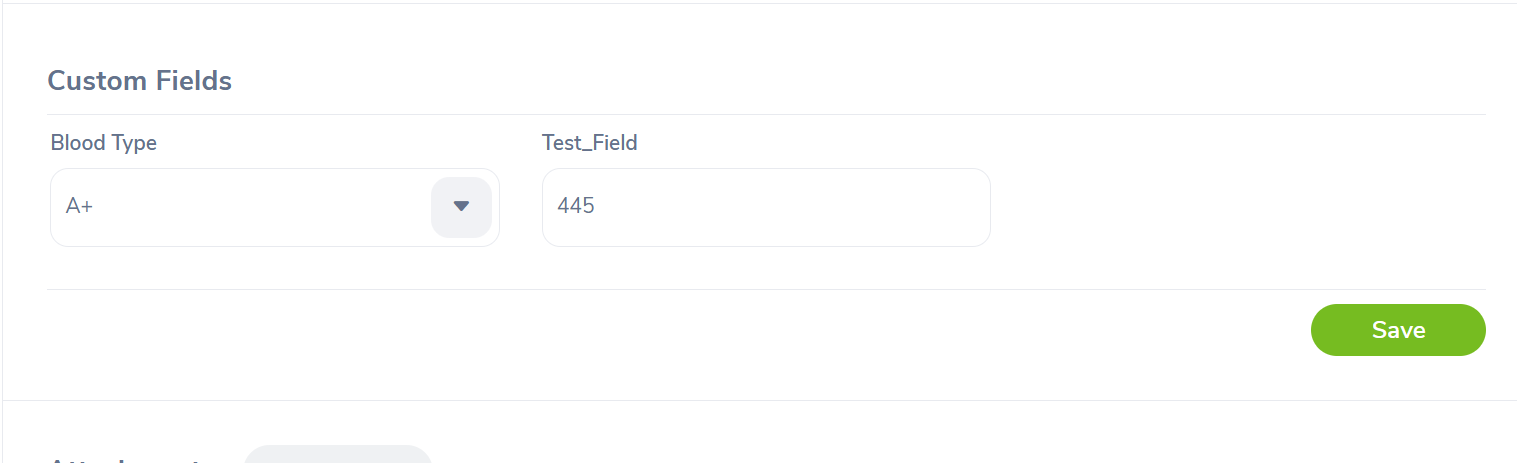 Custom Fields
Blood Type
Test_Field
A+
445
Save